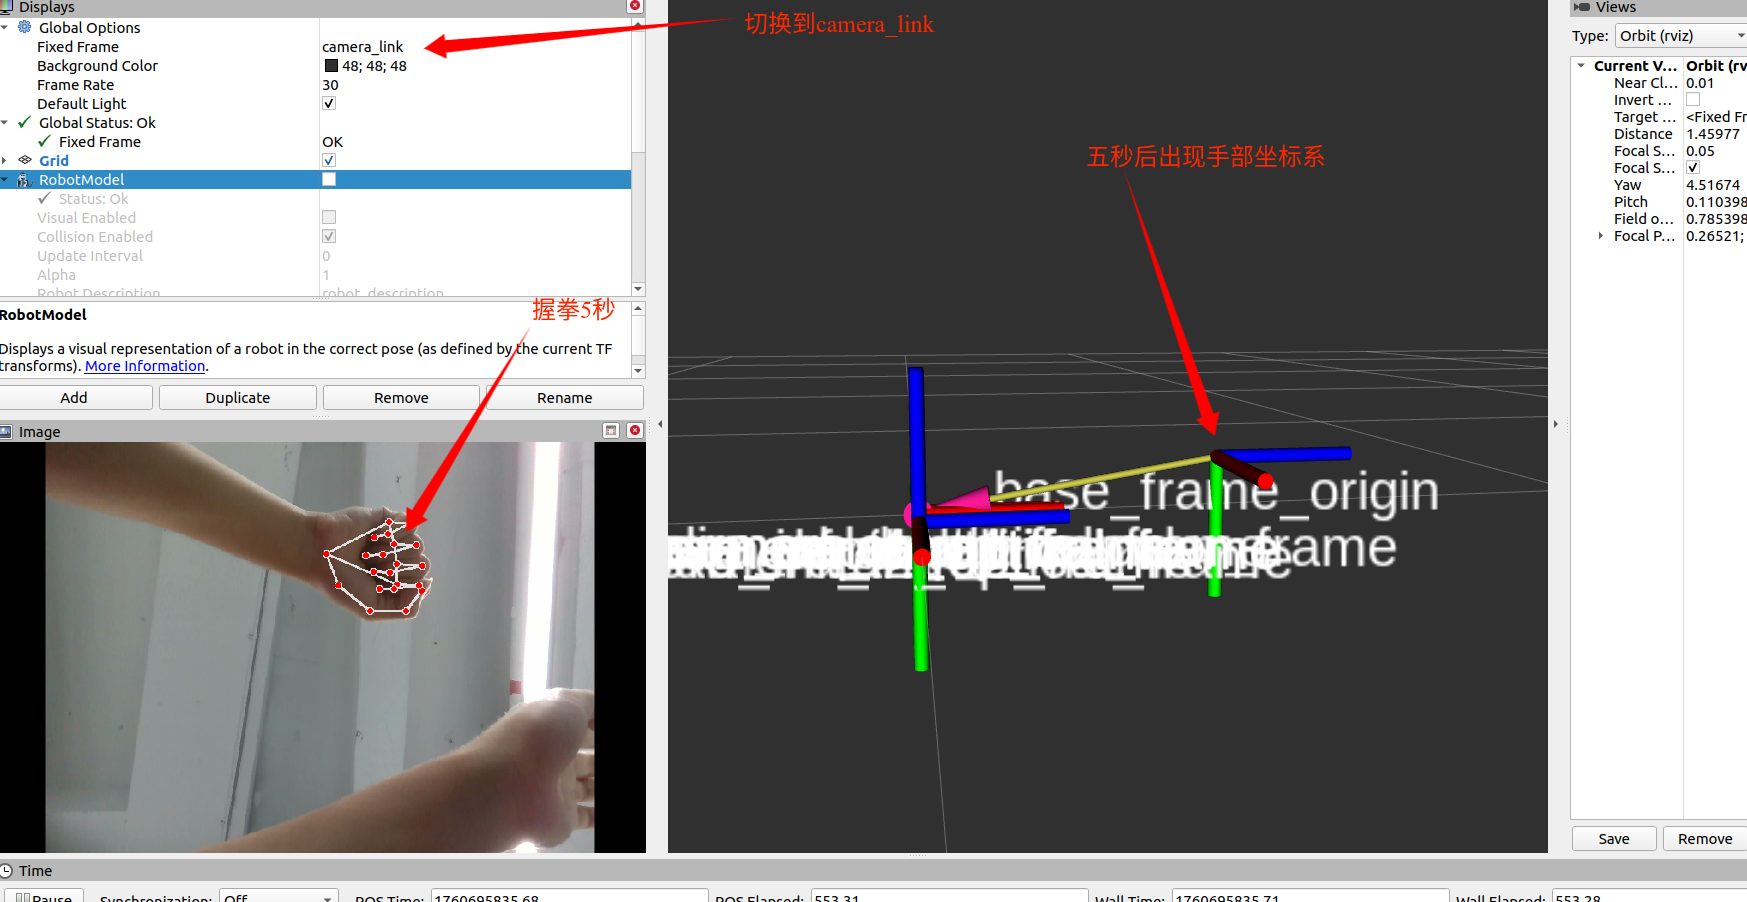 Displays
切换到camera_link
Views
Global Options
Fixed Frame camera_link
Background Color 48; 48; 48
Frame Rate 30
Default Light
Global Status: Ok
Fixed Frame OK
Grid
RobotModel
Status: Ok
Visual Enabled
Collision Enabled
Update Interval 0
Alpha 1
Robot Description robot_description
握拳5秒
RobotModel
Displays a visual representation of a robot in the correct pose (as defined by the current TF
transforms). More Information.
Add Duplicate Remove Rename
Image
五秒后出现手部坐标系
base_frame_origin
Type: Orbit (rviz)
Current V... Orbit (rv
Near Cl... 0.01
Invert ...
Target ... <Fixed Fr
Distance 1.45977
Focal S... 0.05
Focal S...
Yaw 4.51674
Pitch 0.110398
Field o... 0.785398
Focal P... 0.26521;
Save Remove
Time
Pause Synchronization: Off ROS Time: 1760695835.68 ROS Elapsed: 553.31 Wall Time: 1760695835.71 Wall Elapsed: 553.28